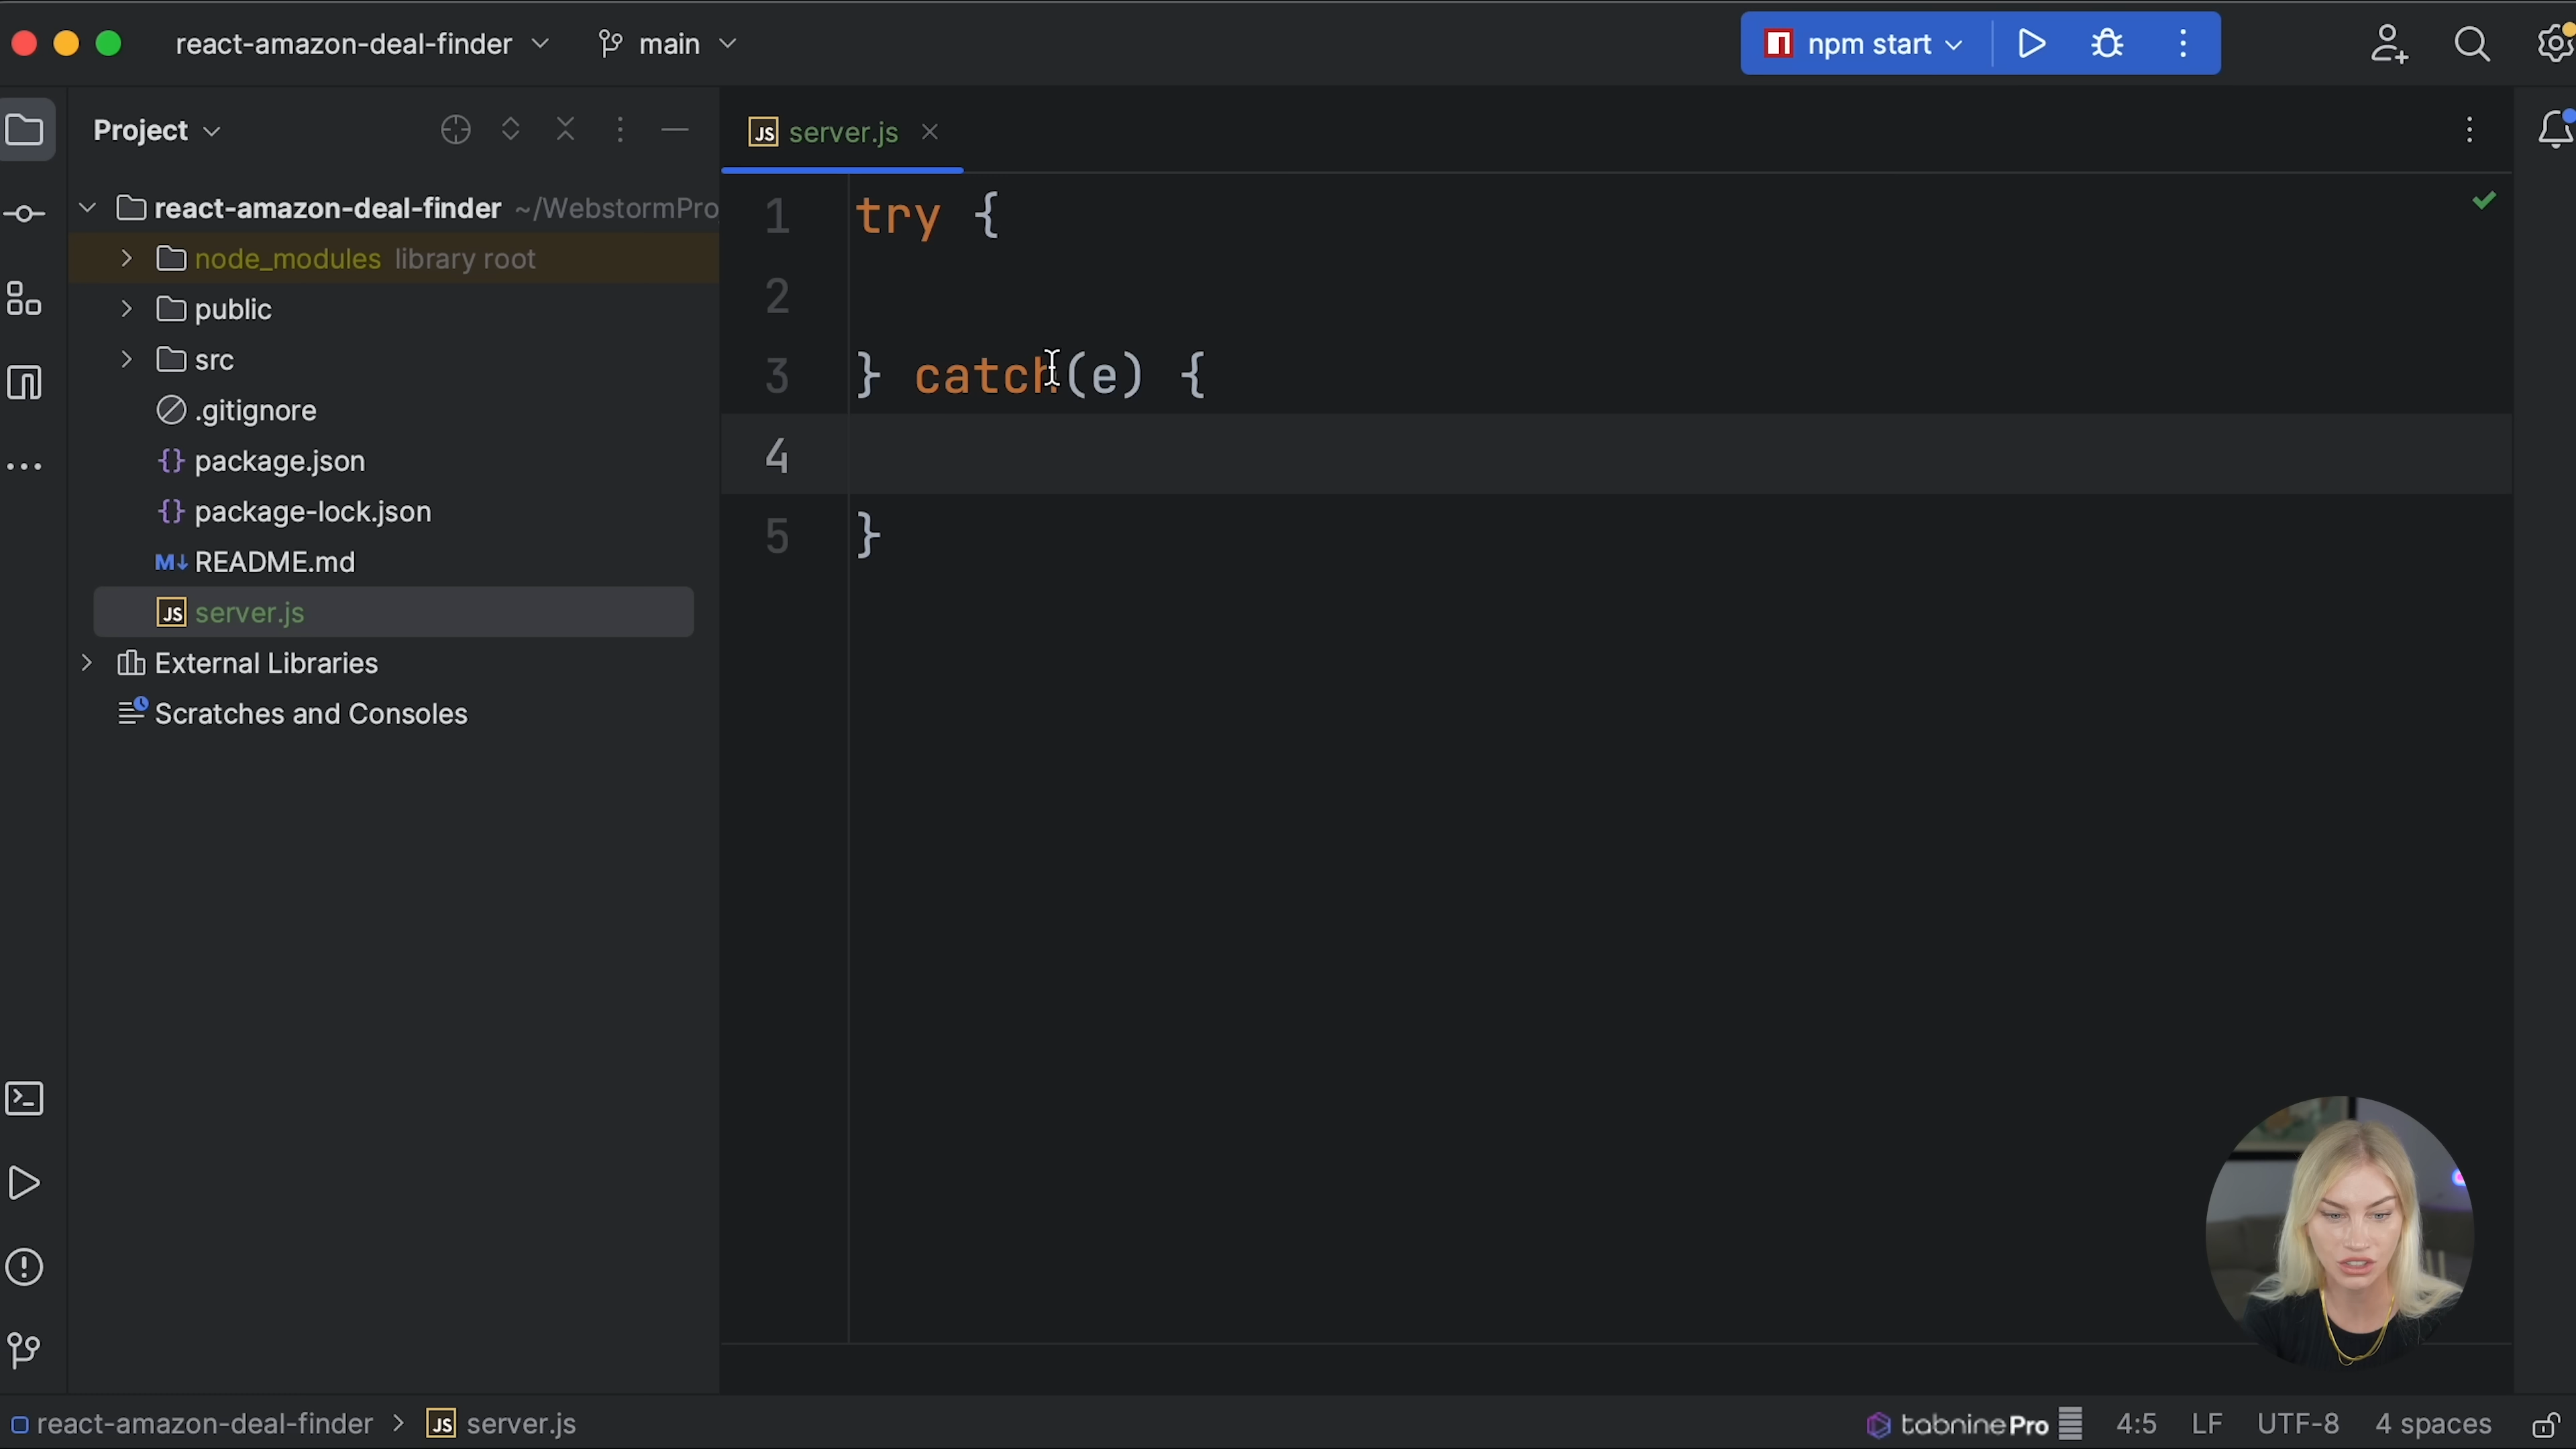 react-amazon-deal-finder
main
npm start
Project
react-amazon-deal-finder ~/WebstormPro
node_modules library root
public
src
.gitignore
package.json
package-lock.json
README.md
server.js
External Libraries
Scratches and Consoles
server.js
1 try {
2
3 } catch(e) {
4
5 }
react-amazon-deal-finder > server.js
tabnine Pro 4:5 LF UTF-8 4 spaces